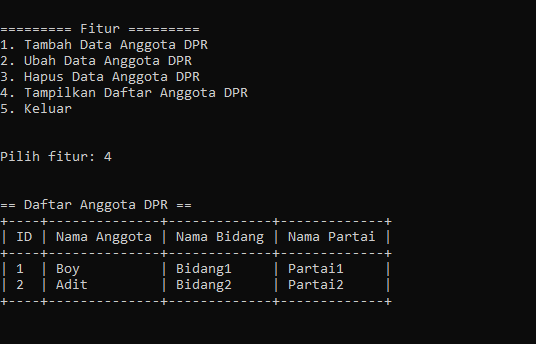 ========= Fitur =========
1. Tambah Data Anggota DPR
2. Ubah Data Anggota DPR
3. Hapus Data Anggota DPR
4. Tampilkan Daftar Anggota DPR
5. Keluar
Pilih fitur: 4
== Daftar Anggota DPR ==
+----+--------------+-------------+-------------+
| ID | Nama Anggota | Nama Bidang | Nama Partai |
+----+--------------+-------------+-------------+
| 1  | Boy          | Bidang1     | Partai1     |
| 2  | Adit         | Bidang2     | Partai2     |
+----+--------------+-------------+-------------+